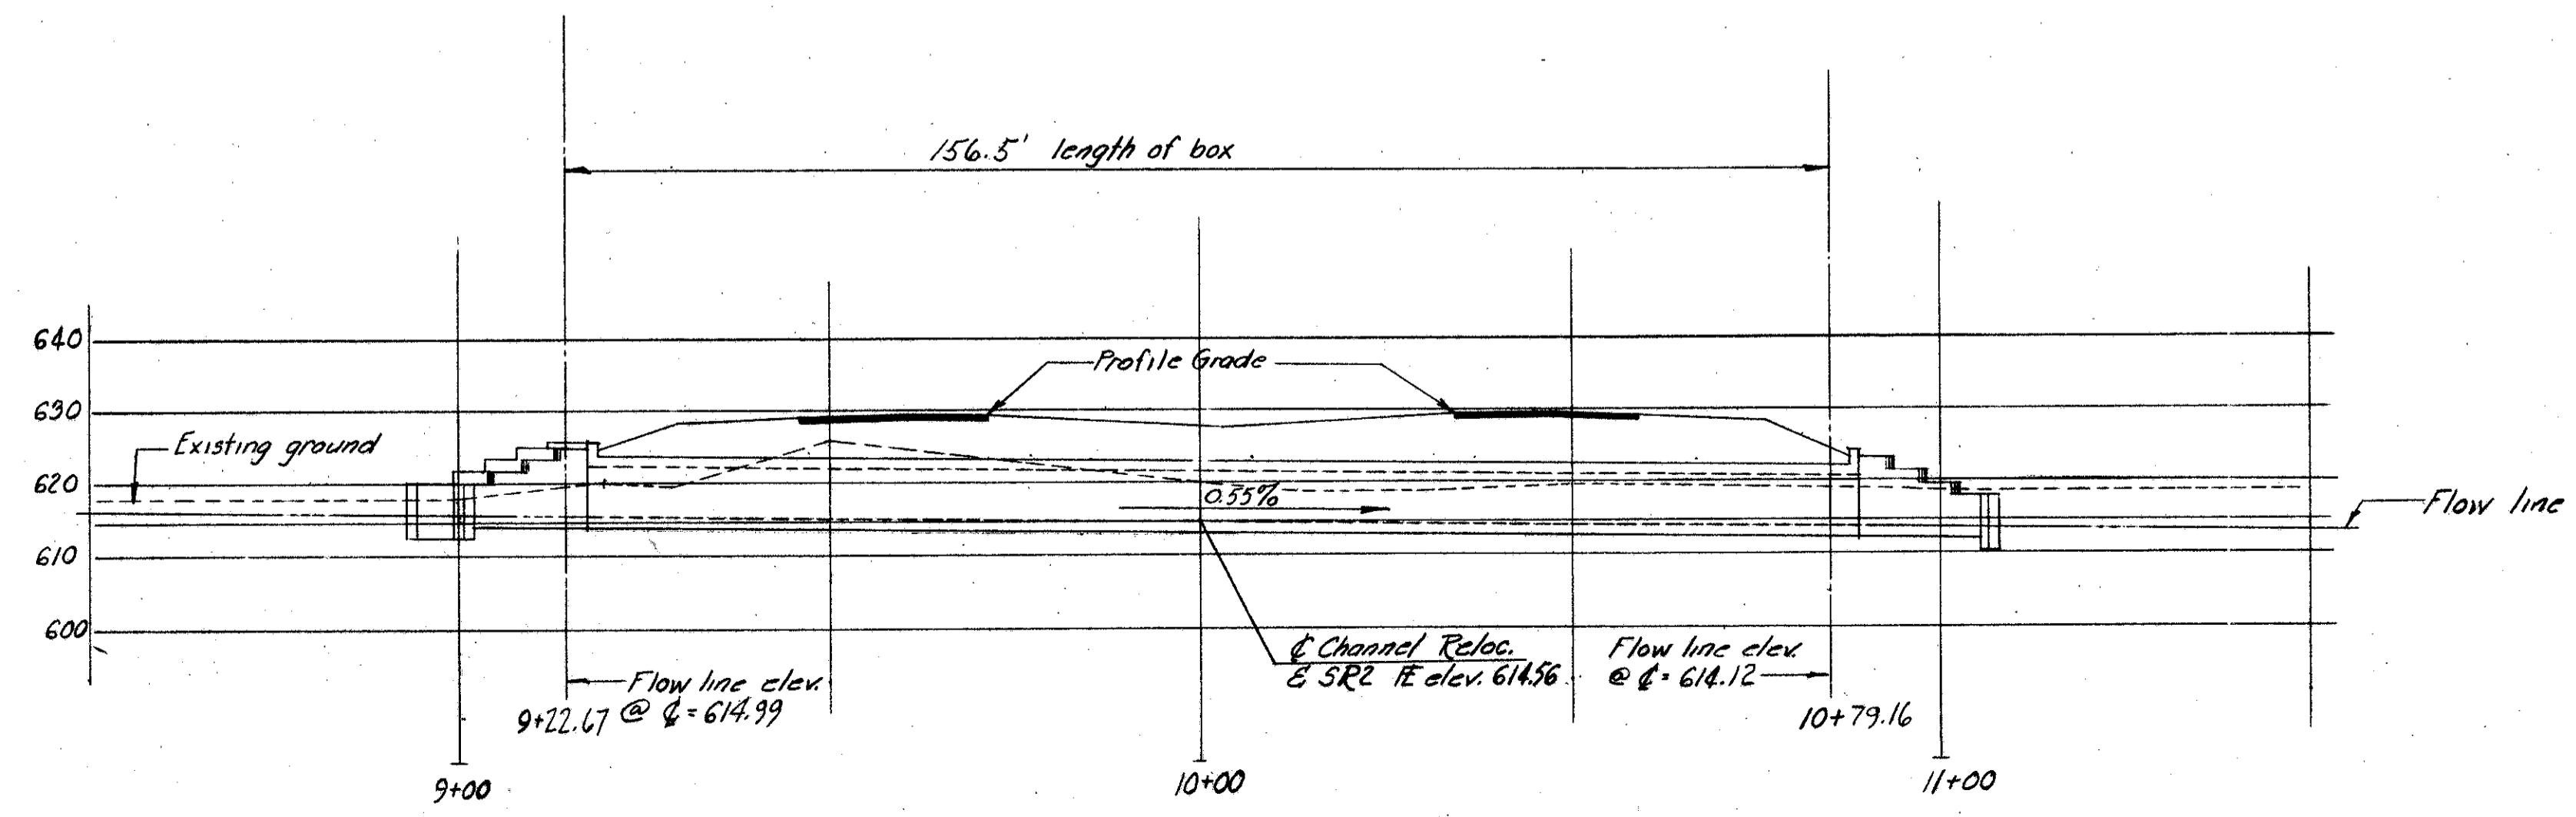 156.5' length of box
640
Profile Grade
630
Existing ground
620
0.55%
Flow line
610
600
₵ Channel Reloc.
& SR2 ₤ elev. 614.56
Flow line elev.
@ ₵ = 614.12
Flow line elev.
@ ₵ = 614.99
9+22.67
10+79.16
9+00
10+00
11+00